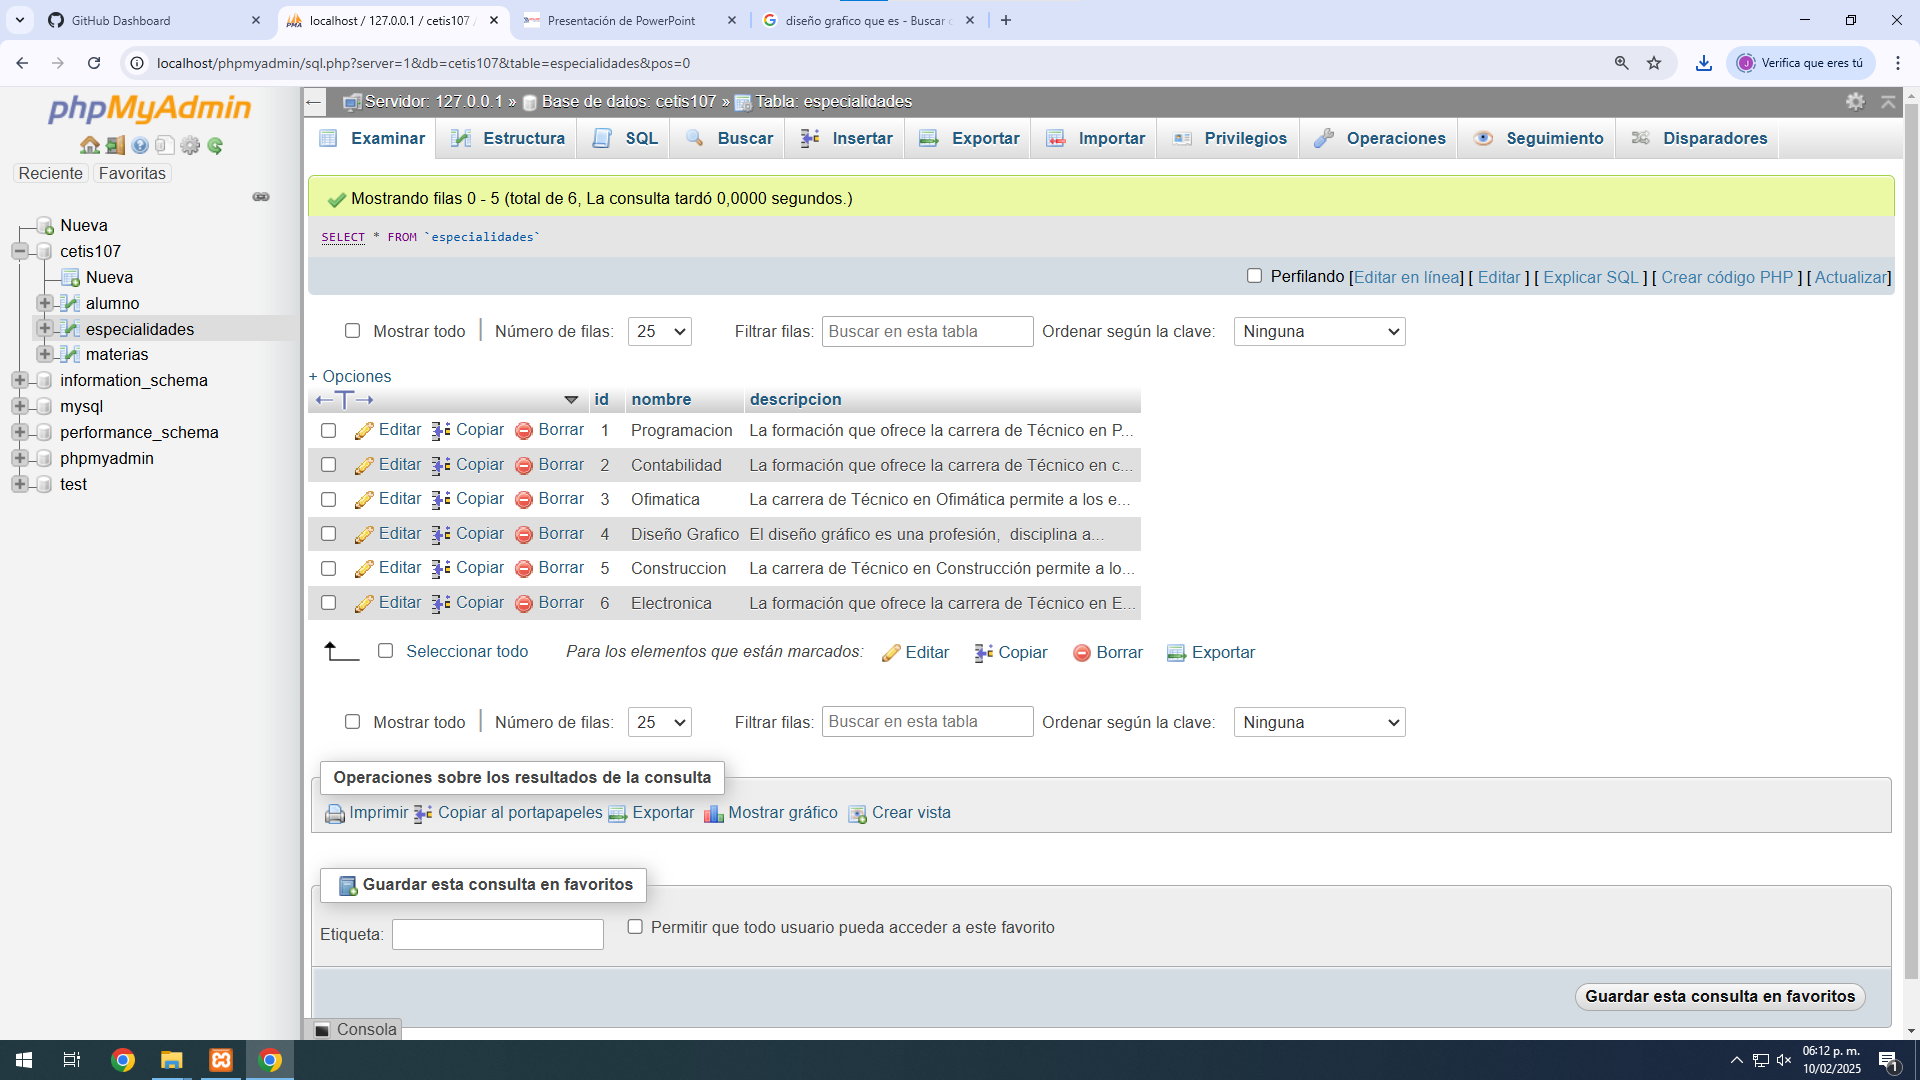 GitHub Dashboard
localhost / 127.0.0.1 / cetis107 /
Presentación de PowerPoint
diseño grafico que es - Buscar
localhost/phpmyadmin/sql.php?server=1&db=cetis107&table=especialidades&pos=0
Verifica que eres tú
phpMyAdmin
Reciente Favoritas
Nueva
cetis107
Nueva
alumno
especialidades
materias
information_schema
mysql
performance_schema
phpmyadmin
test
Servidor: 127.0.0.1 » Base de datos: cetis107 » Tabla: especialidades
Examinar Estructura SQL Buscar Insertar Exportar Importar Privilegios Operaciones Seguimiento Disparadores
Mostrando filas 0 - 5 (total de 6, La consulta tardó 0,0000 segundos.)
SELECT * FROM `especialidades`
Perfilando [Editar en línea] [ Editar ] [ Explicar SQL ] [ Crear código PHP ] [ Actualizar]
Mostrar todo Número de filas: 25 Filtrar filas: Buscar en esta tabla Ordenar según la clave: Ninguna
+ Opciones
←T→ id nombre descripcion
Editar Copiar Borrar 1 Programacion La formación que ofrece la carrera de Técnico en P...
Editar Copiar Borrar 2 Contabilidad La formación que ofrece la carrera de Técnico en c...
Editar Copiar Borrar 3 Ofimatica La carrera de Técnico en Ofimática permite a los e...
Editar Copiar Borrar 4 Diseño Grafico El diseño gráfico es una profesión, disciplina a...
Editar Copiar Borrar 5 Construccion La carrera de Técnico en Construcción permite a lo...
Editar Copiar Borrar 6 Electronica La formación que ofrece la carrera de Técnico en E...
Seleccionar todo Para los elementos que están marcados: Editar Copiar Borrar Exportar
Mostrar todo Número de filas: 25 Filtrar filas: Buscar en esta tabla Ordenar según la clave: Ninguna
Operaciones sobre los resultados de la consulta
Imprimir Copiar al portapapeles Exportar Mostrar gráfico Crear vista
Guardar esta consulta en favoritos
Etiqueta: Permitir que todo usuario pueda acceder a este favorito
Guardar esta consulta en favoritos
Consola
06:12 p. m.
10/02/2025
1